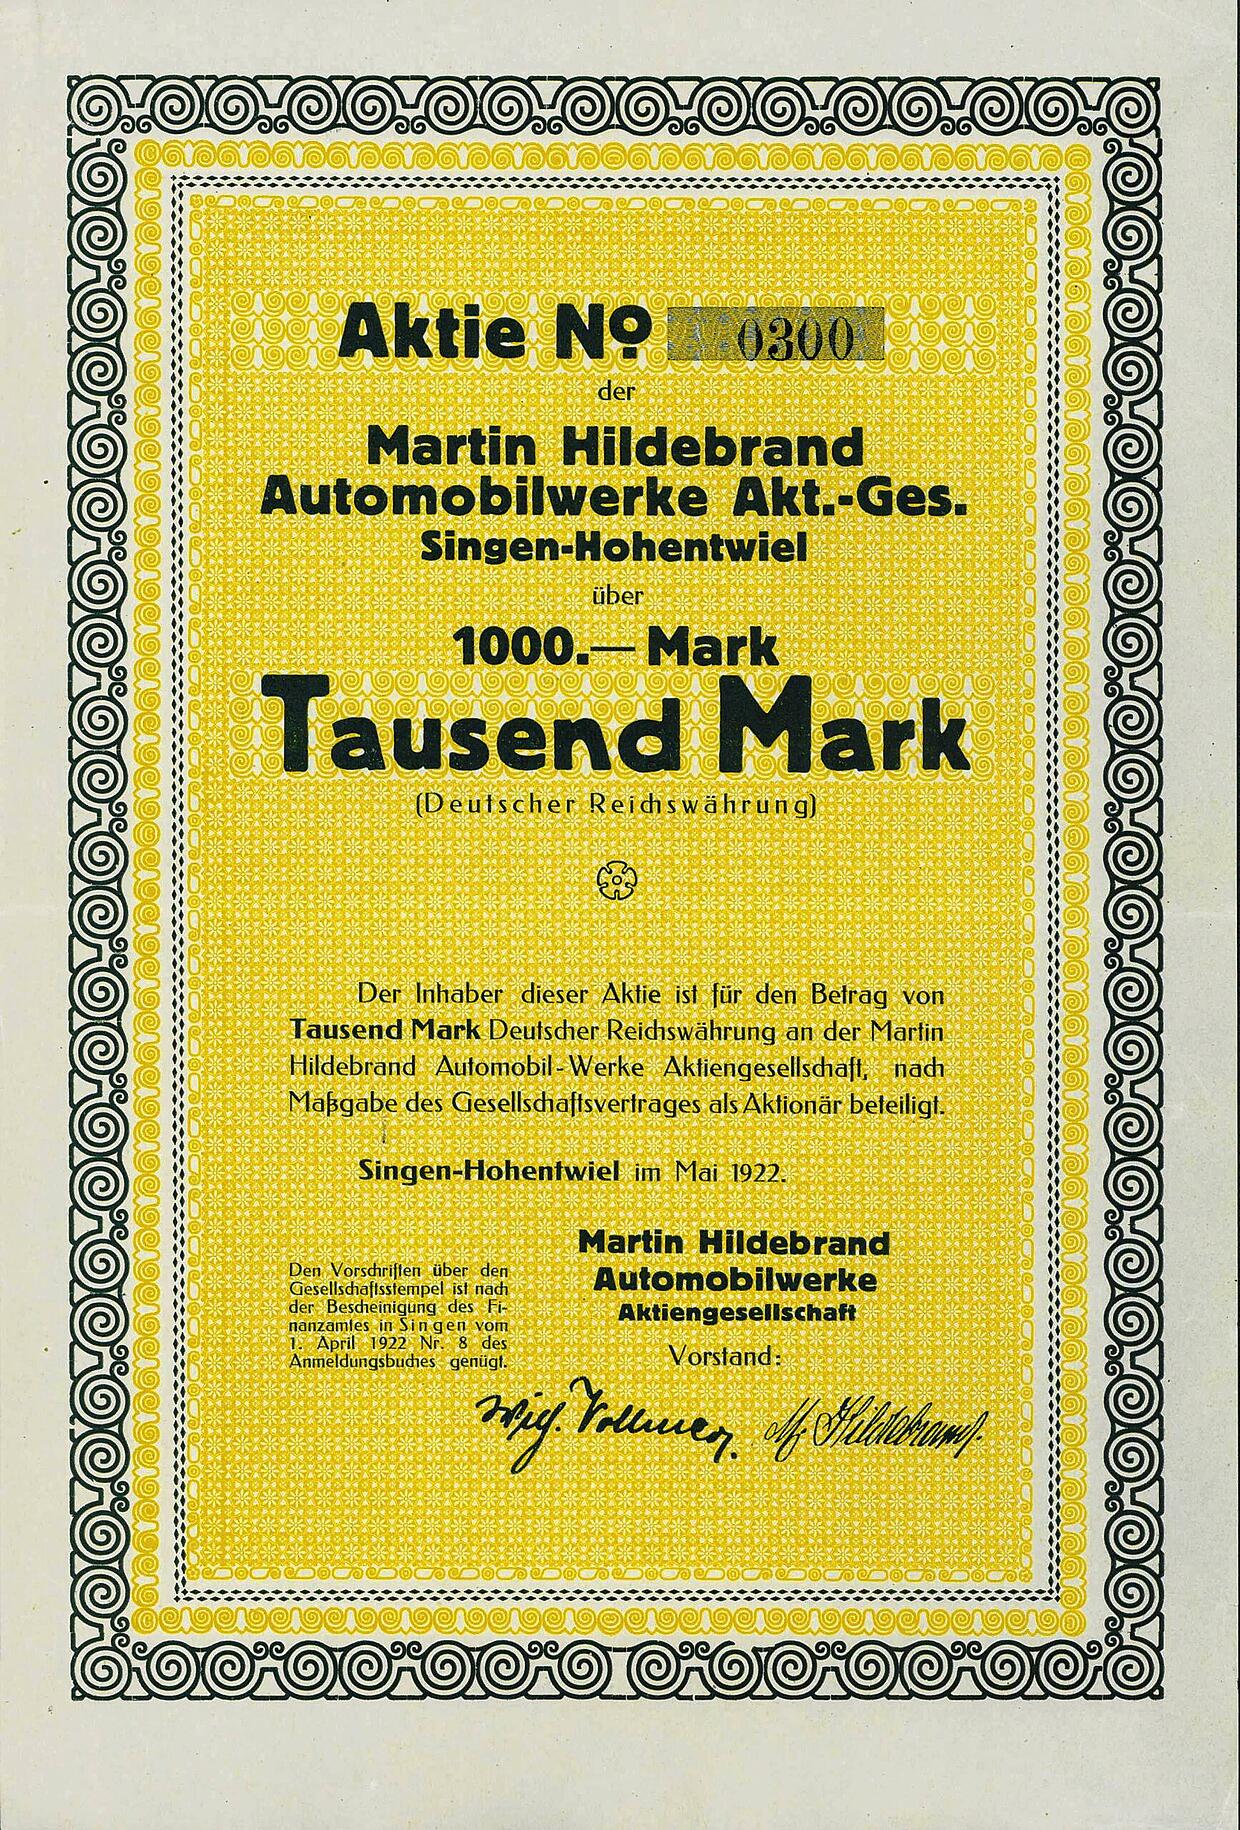 Aktie No. 0300
der
Martin Hildebrand
Automobilwerke Akt.-Ges.
Singen-Hohentwiel
über
1000.— Mark
Tausend Mark
(Deutscher Reichswährung)
Der Inhaber dieser Aktie ist für den Betrag von
Tausend Mark Deutscher Reichswährung an der Martin
Hildebrand Automobil-Werke Aktiengesellschaft, nach
Maßgabe des Gesellschaftsvertrages als Aktionär beteiligt.
Singen-Hohentwiel im Mai 1922.
Martin Hildebrand
Automobilwerke
Aktiengesellschaft
Vorstand:
Den Vorschriften über den
Gesellschaftsstempel ist nach
der Bescheinigung des Fi-
nanzamtes in Singen vom
1. April 1922 Nr. 8 des
Anmeldungsbuches genügt.
Vollmer. M. Hildebrand.